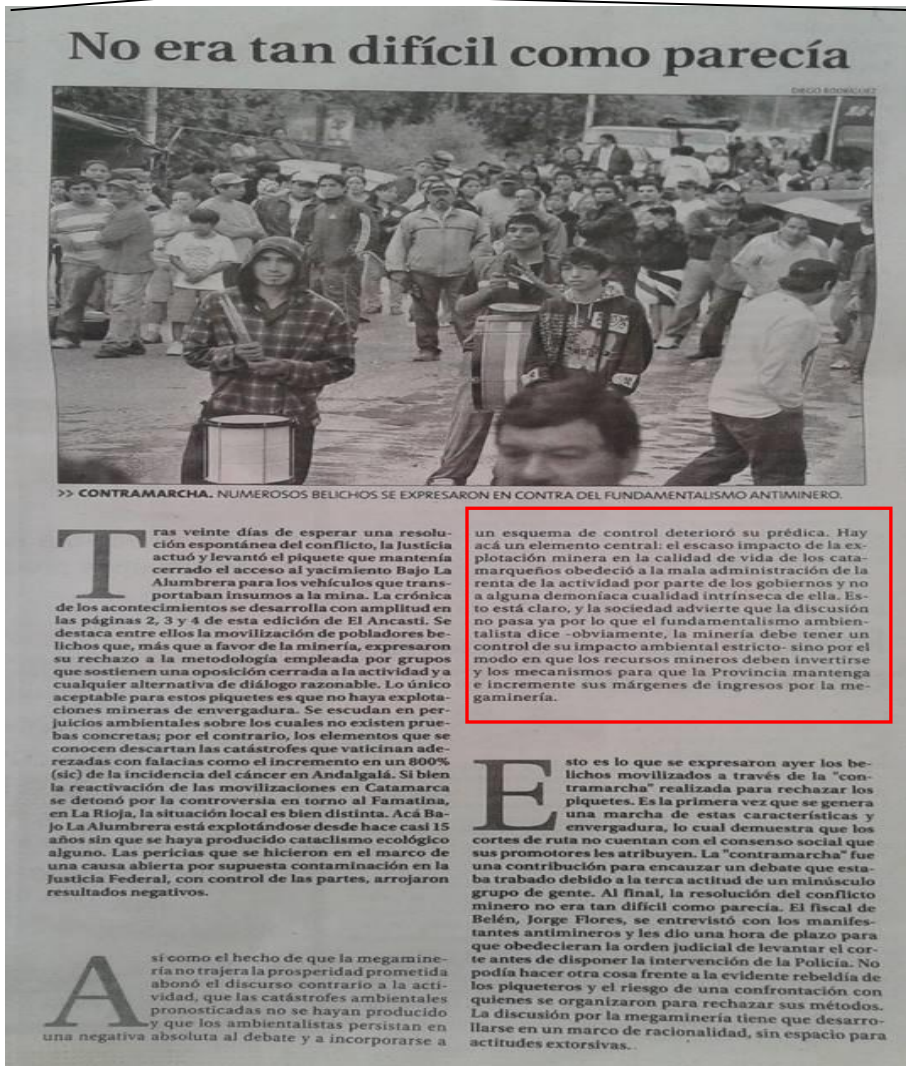 No era tan difícil como parecía
DIEGO RODRIGUEZ
>> CONTRAMARCHA. NUMEROSOS BELICHOS SE EXPRESARON EN CONTRA DEL FUNDAMENTALISMO ANTIMINERO.
Tras veinte días de esperar una resolu-
ción espontánea del conflicto, la Justicia
actuó y levantó el piquete que mantenía
cerrado el acceso al yacimiento Bajo La
Alumbrera para los vehículos que trans-
portaban insumos a la mina. La crónica
de los acontecimientos se desarrolla con amplitud en
las páginas 2, 3 y 4 de esta edición de El Ancasti. Se
destaca entre ellos la movilización de pobladores be-
lichos que, más que a favor de la minería, expresaron
su rechazo a la metodología empleada por grupos
que sostienen una oposición cerrada a la actividad y a
cualquier alternativa de diálogo razonable. Lo único
aceptable para estos piquetes es que no haya explota-
ciones mineras de envergadura. Se escudan en per-
juicios ambientales sobre los cuales no existen prue-
bas concretas; por el contrario, los elementos que se
conocen descartan las catástrofes que vaticinan ade-
rezadas con falacias como el incremento en un 800%
(sic) de la incidencia del cáncer en Andalgalá. Si bien
la reactivación de las movilizaciones en Catamarca
se detonó por la controversia en torno al Famatina,
en La Rioja, la situación local es bien distinta. Acá Ba-
jo La Alumbrera está explotándose desde hace casi 15
años sin que se haya producido cataclismo ecológico
alguno. Las pericias que se hicieron en el marco de
una causa abierta por supuesta contaminación en la
Justicia Federal, con control de las partes, arrojaron
resultados negativos.
Así como el hecho de que la megamine-
ría no trajera la prosperidad prometida
abonó el discurso contrario a la acti-
vidad, que las catástrofes ambientales
pronosticadas no se hayan producido
y que los ambientalistas persistan en
una negativa absoluta al debate y a incorporarse a
un esquema de control deterioró su prédica. Hay
acá un elemento central: el escaso impacto de la ex-
plotación minera en la calidad de vida de los cata-
marqueños obedeció a la mala administración de la
renta de la actividad por parte de los gobiernos y no
a alguna demoníaca cualidad intrínseca de ella. Es-
to está claro, y la sociedad advierte que la discusión
no pasa ya por lo que el fundamentalismo ambien-
talista dice -obviamente, la minería debe tener un
control de su impacto ambiental estricto- sino por el
modo en que los recursos mineros deben invertirse
y los mecanismos para que la Provincia mantenga
e incremente sus márgenes de ingresos por la me-
gaminería.
Esto es lo que se expresaron ayer los be-
lichos movilizados a través de la "con-
tramarcha" realizada para rechazar los
piquetes. Es la primera vez que se genera
una marcha de estas características y
envergadura, lo cual demuestra que los
cortes de ruta no cuentan con el consenso social que
sus promotores les atribuyen. La "contramarcha" fue
una contribución para encauzar un debate que esta-
ba trabado debido a la terca actitud de un minúsculo
grupo de gente. Al final, la resolución del conflicto
minero no era tan difícil como parecía. El fiscal de
Belén, Jorge Flores, se entrevistó con los manifes-
tantes antimineros y les dio una hora de plazo para
que obedecieran la orden judicial de levantar el cor-
te antes de disponer la intervención de la Policía. No
podía hacer otra cosa frente a la evidente rebeldía de
los piqueteros y el riesgo de una confrontación con
quienes se organizaron para rechazar sus métodos.
La discusión por la megaminería tiene que desarro-
llarse en un marco de racionalidad, sin espacio para
actitudes extorsivas.